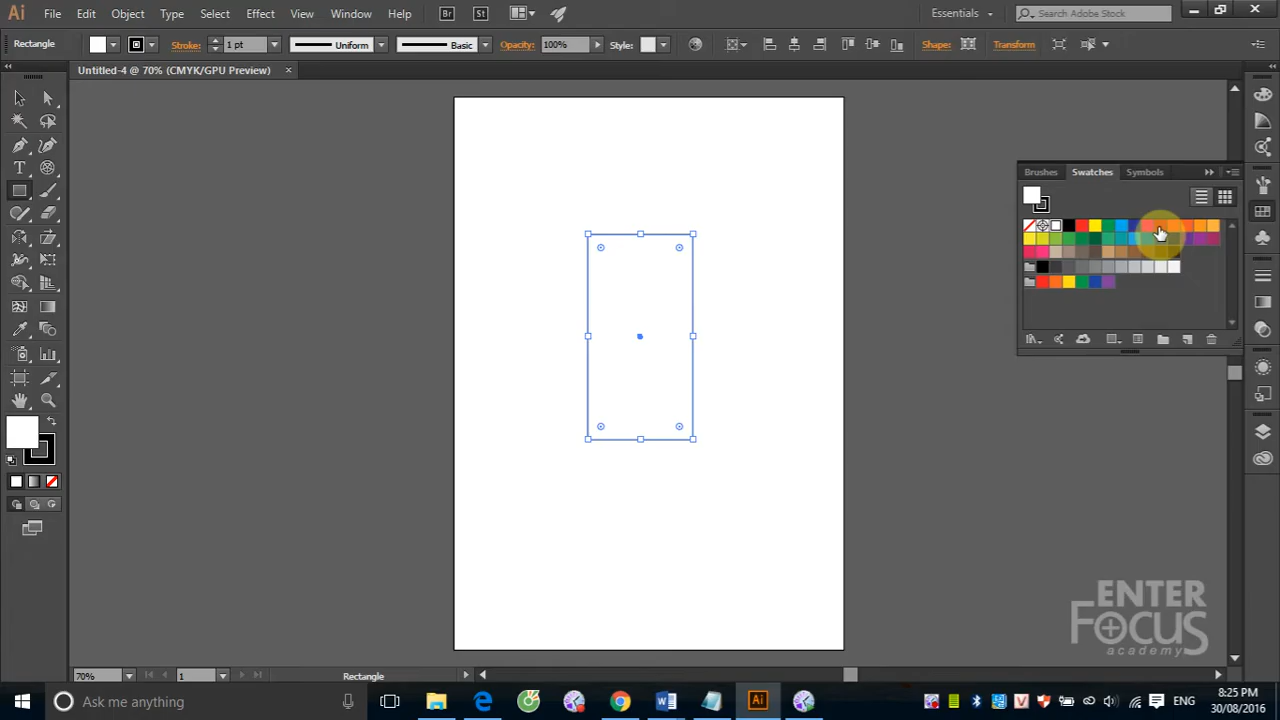 Ai File Edit Object Type Select Effect View Window Help Br St Essentials Search Adobe Stock
Rectangle Stroke: 1 pt Uniform Basic Opacity: 100% Style: Shape: Transform
Untitled-4 @ 70% (CMYK/GPU Preview)
Brushes Swatches Symbols
T
ENTER
FOCUS
academy
70% 1 Rectangle
Ask me anything
Ai
ENG
8:25 PM
30/08/2016